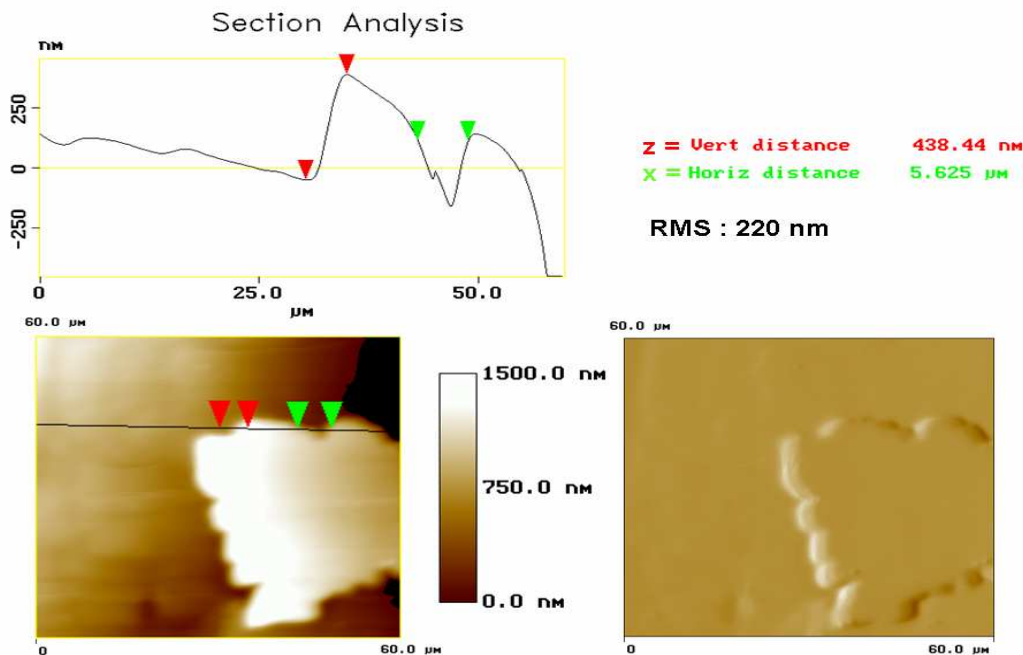 Section Analysis
nM
250
0
-250
0 25.0 50.0
µM
z = Vert distance 438.44 nm
x = Horiz distance 5.625 µm
RMS : 220 nm
60.0 µM
60.0 µM
1500.0 nM
750.0 nM
0.0 nM
0 60.0 µM
0 60.0 µM